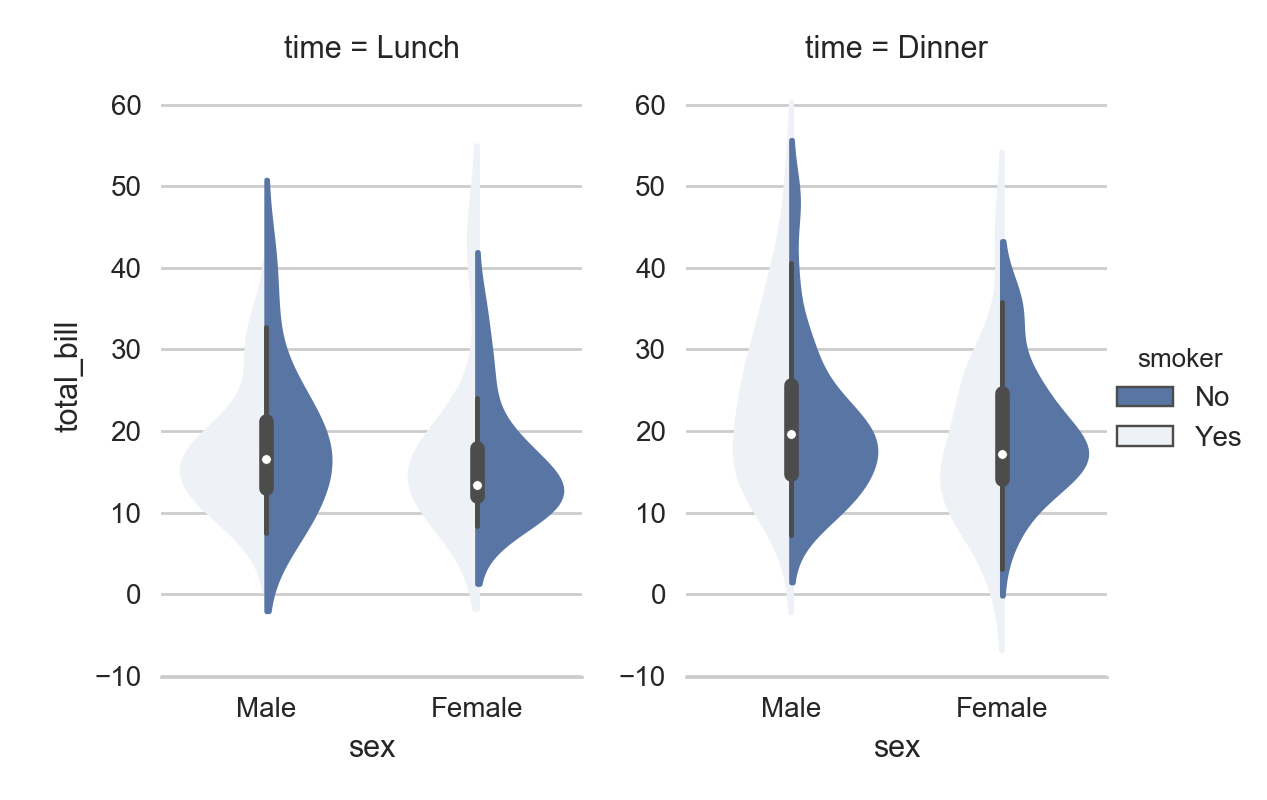 time = Lunch
time = Dinner
60
50
40
30
20
10
0
−10
total_bill
60
50
40
30
20
10
0
−10
Male
Female
Male
Female
sex
sex
smoker
No
Yes